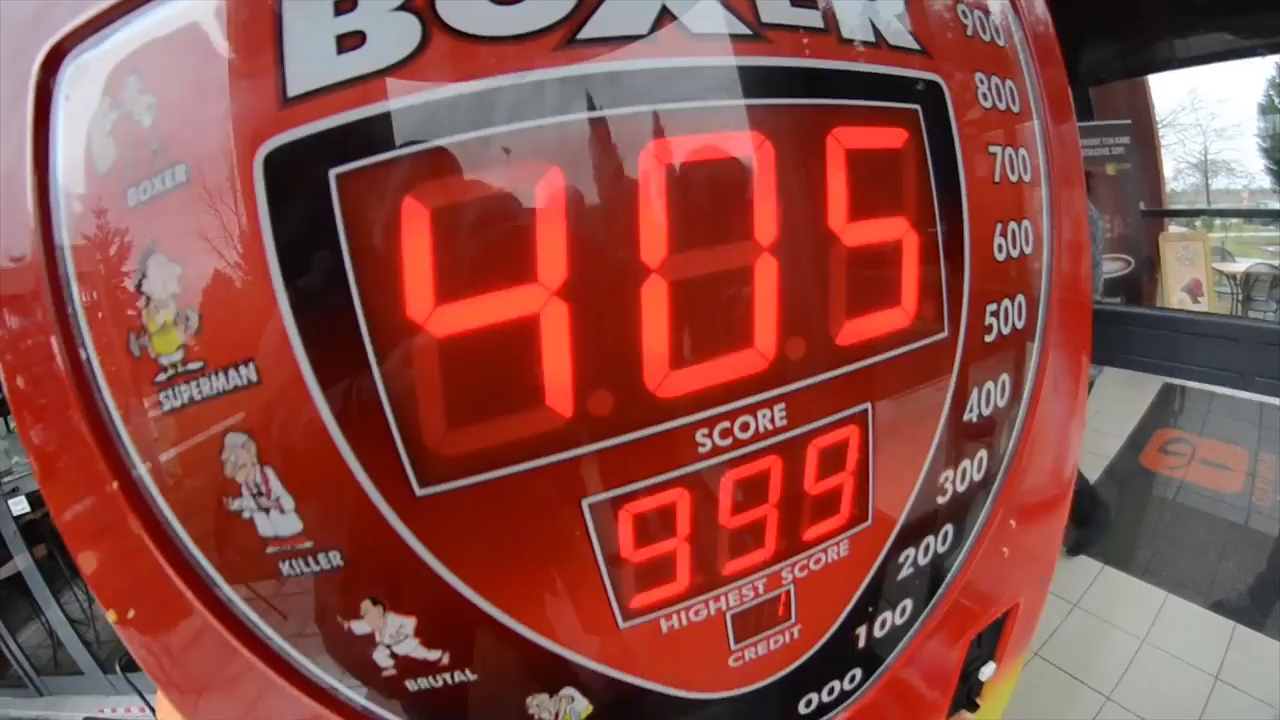 BOXER
900
800
BOXER
700
405
600
500
SUPERMAN
400
SCORE
300
999
KILLER
200
HIGHEST SCORE
1
100
CREDIT
BRUTAL
000